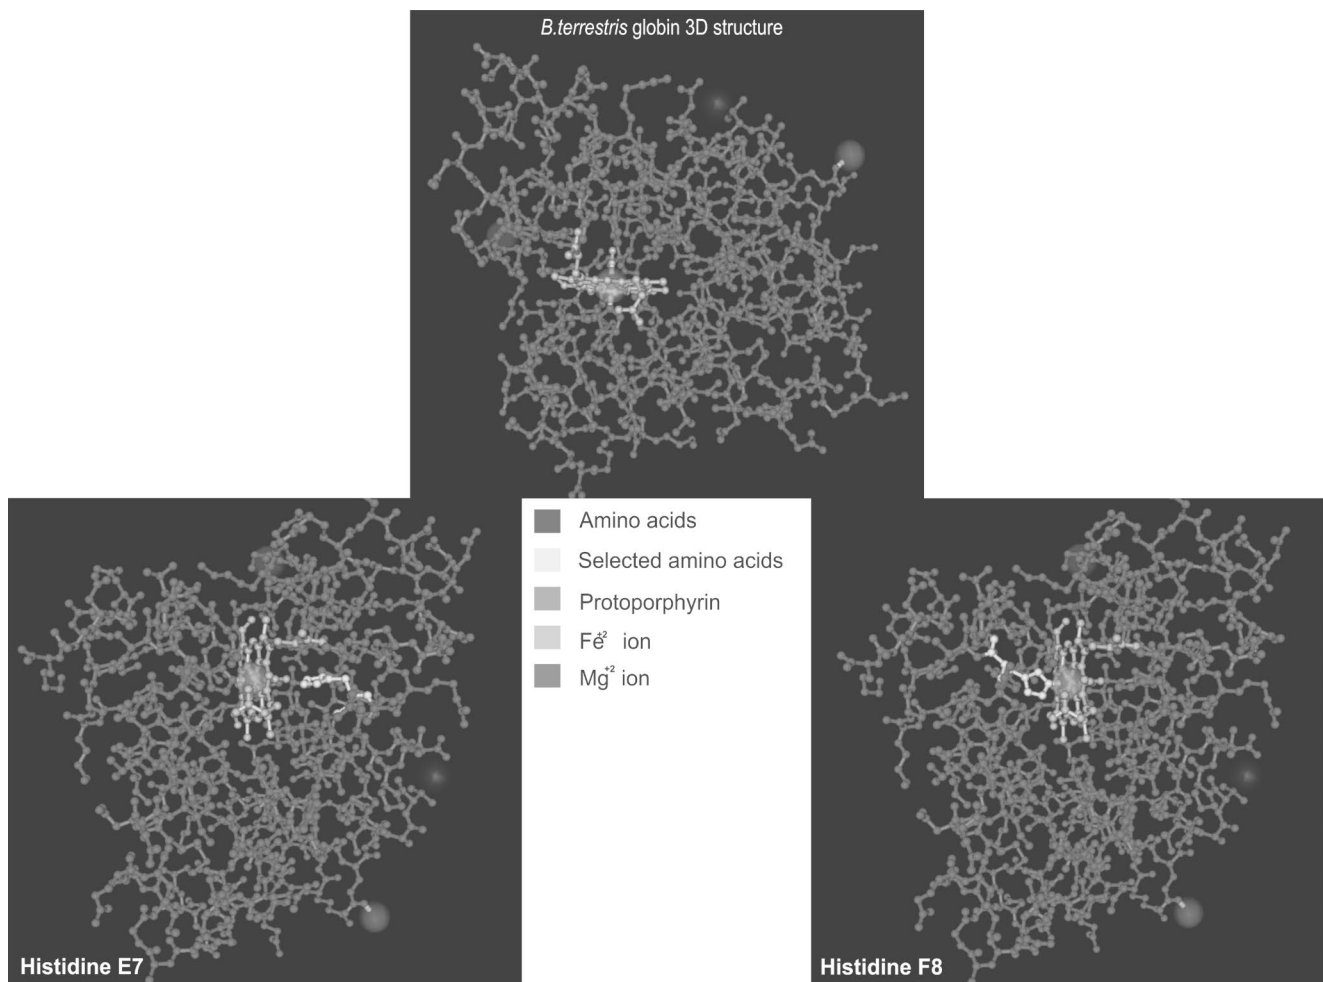 B.terrestris globin 3D structure
Amino acids
Selected amino acids
Protoporphyrin
Fe+2 ion
Mg+2 ion
Histidine E7
Histidine F8